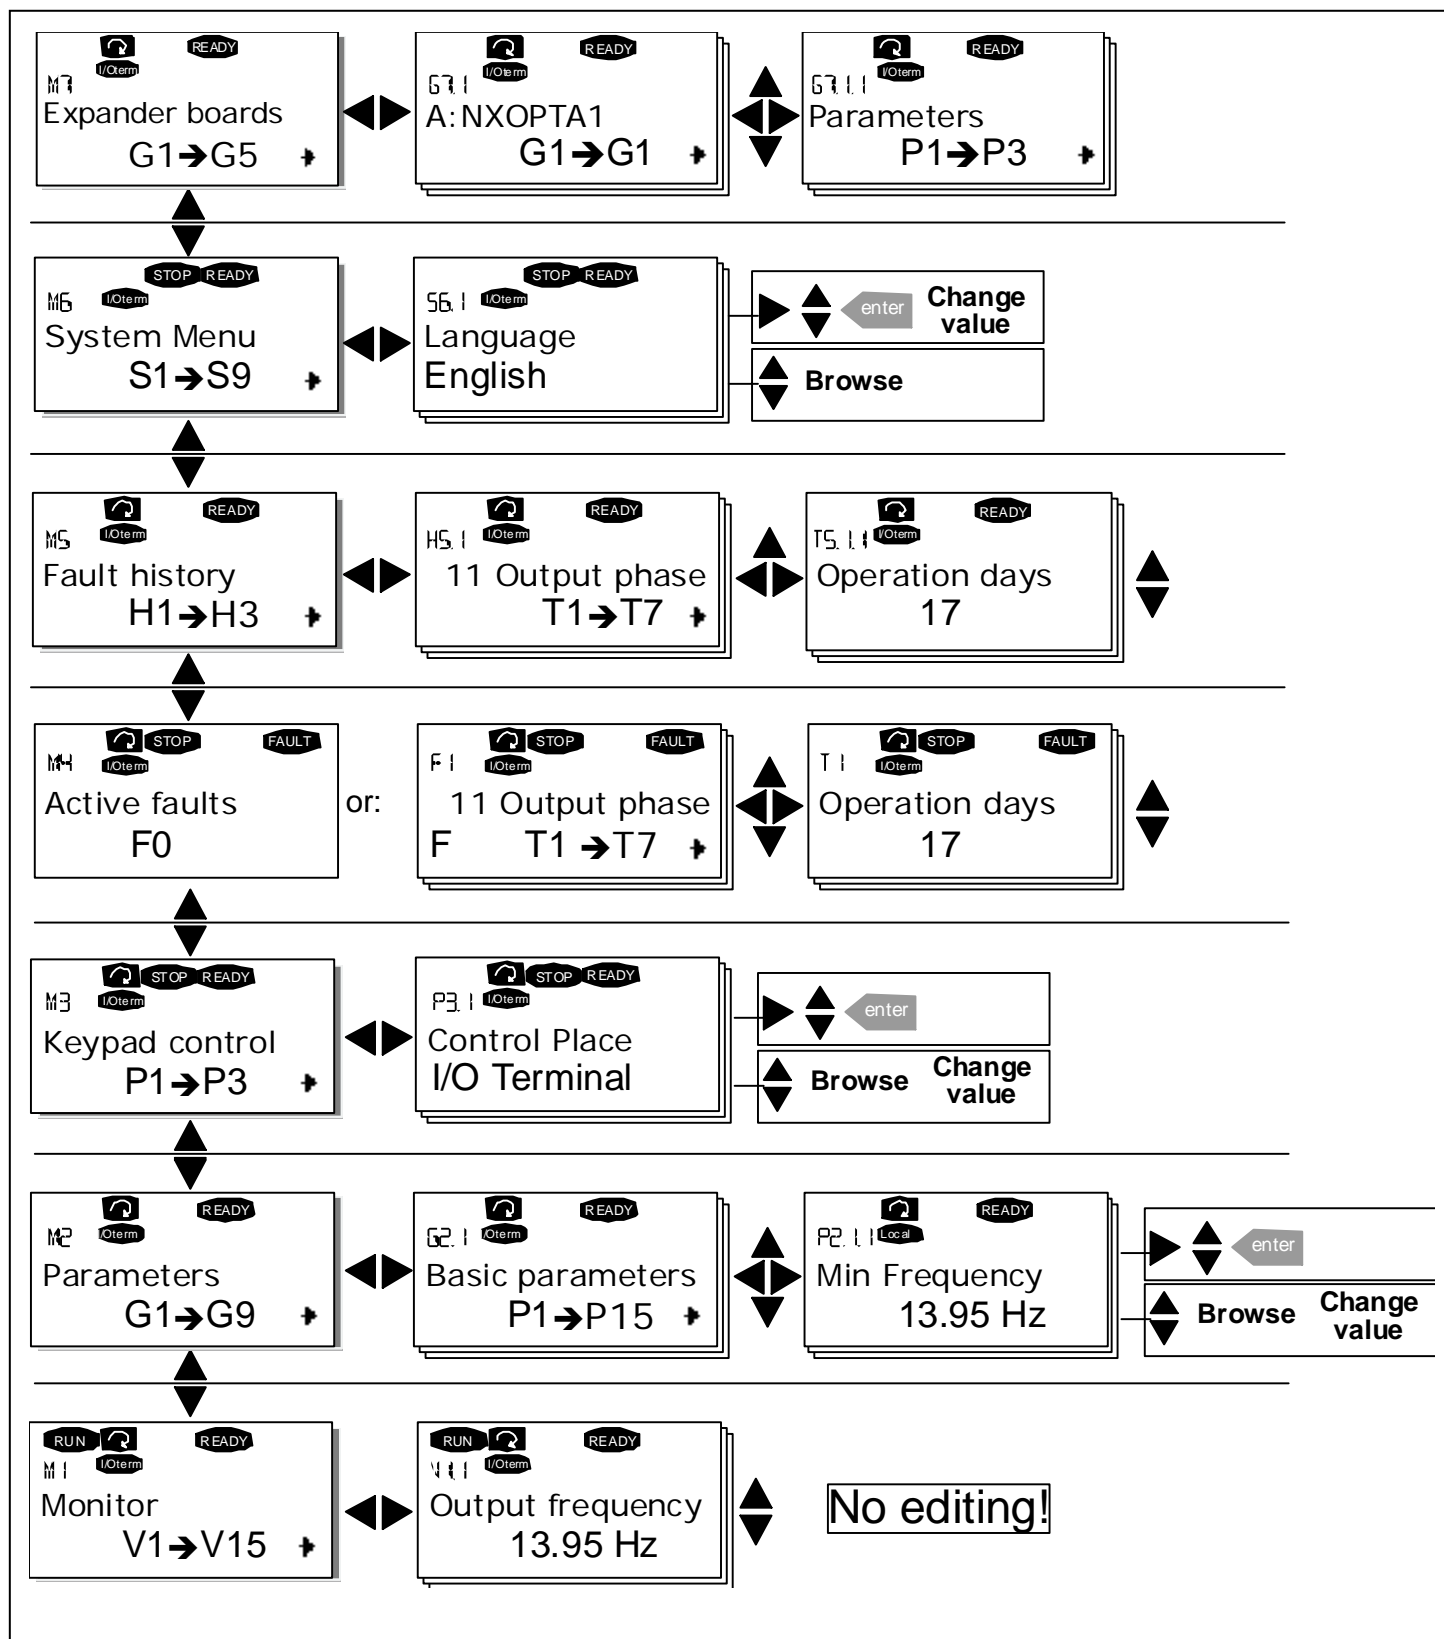 READY
I/Oterm
M7
Expander boards
G1➔G5
READY
I/Oterm
G7.1
A:NXOPTA1
G1➔G1
READY
I/Oterm
G7.1.1
Parameters
P1➔P3
STOP READY
M6 I/Oterm
System Menu
S1➔S9
STOP READY
S6.1 I/Oterm
Language
English
enter Change
value
Browse
READY
I/Oterm
M5
Fault history
H1➔H3
READY
I/Oterm
H5.1
11 Output phase
T1➔T7
READY
I/Oterm
T5.1.1
Operation days
17
STOP FAULT
M4 I/Oterm
Active faults
F0
or:
STOP FAULT
F1 I/Oterm
11 Output phase
F T1 ➔T7
STOP FAULT
T1 I/Oterm
Operation days
17
STOP READY
M3 I/Oterm
Keypad control
P1➔P3
STOP READY
P3.1 I/Oterm
Control Place
I/O Terminal
enter
Browse Change
value
READY
M2 I/Oterm
Parameters
G1➔G9
READY
G2.1 I/Oterm
Basic parameters
P1➔P15
READY
P2.1.1 Local
Min Frequency
13.95 Hz
enter
Browse Change
value
RUN READY
M1 I/Oterm
Monitor
V1➔V15
RUN READY
V1.1 I/Oterm
Output frequency
13.95 Hz
No editing!